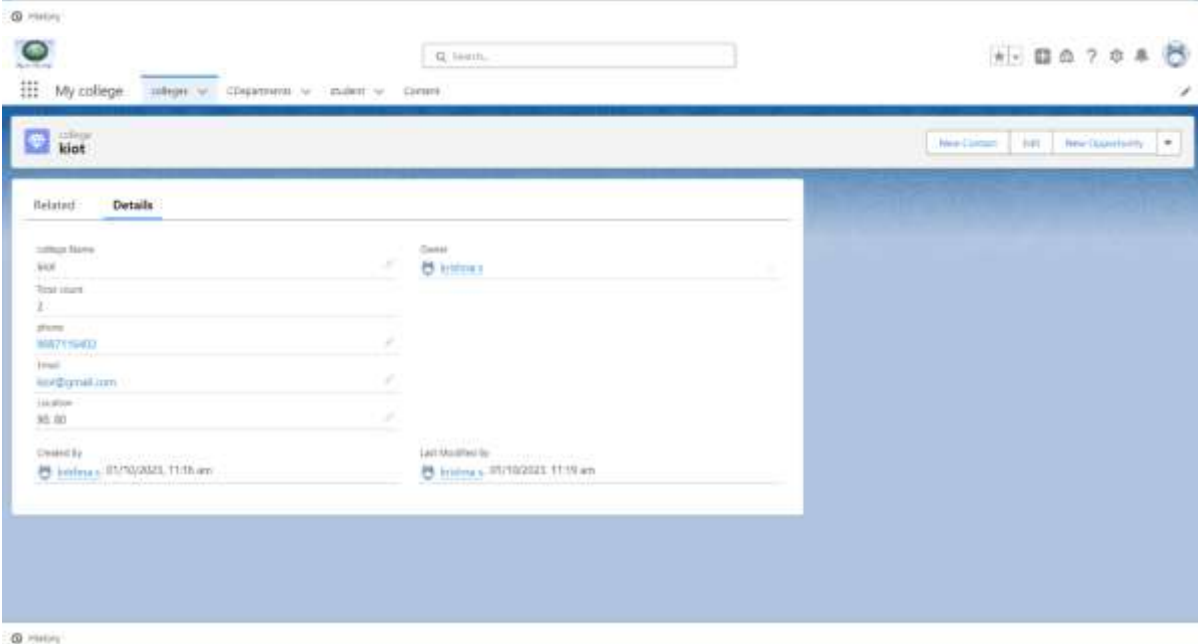 History
Search...
My college colleges CDepartments student Content
college
kiot
New Contact Edit New Opportunity
Related Details
college Name
kiot
Owner
krishna s
Total count
2
phone
Email
kiot@gmail.com
Location
90, 80
Created By
krishna s, 01/10/2023, 11:16 am
Last Modified By
krishna s, 01/10/2023, 11:19 am
History